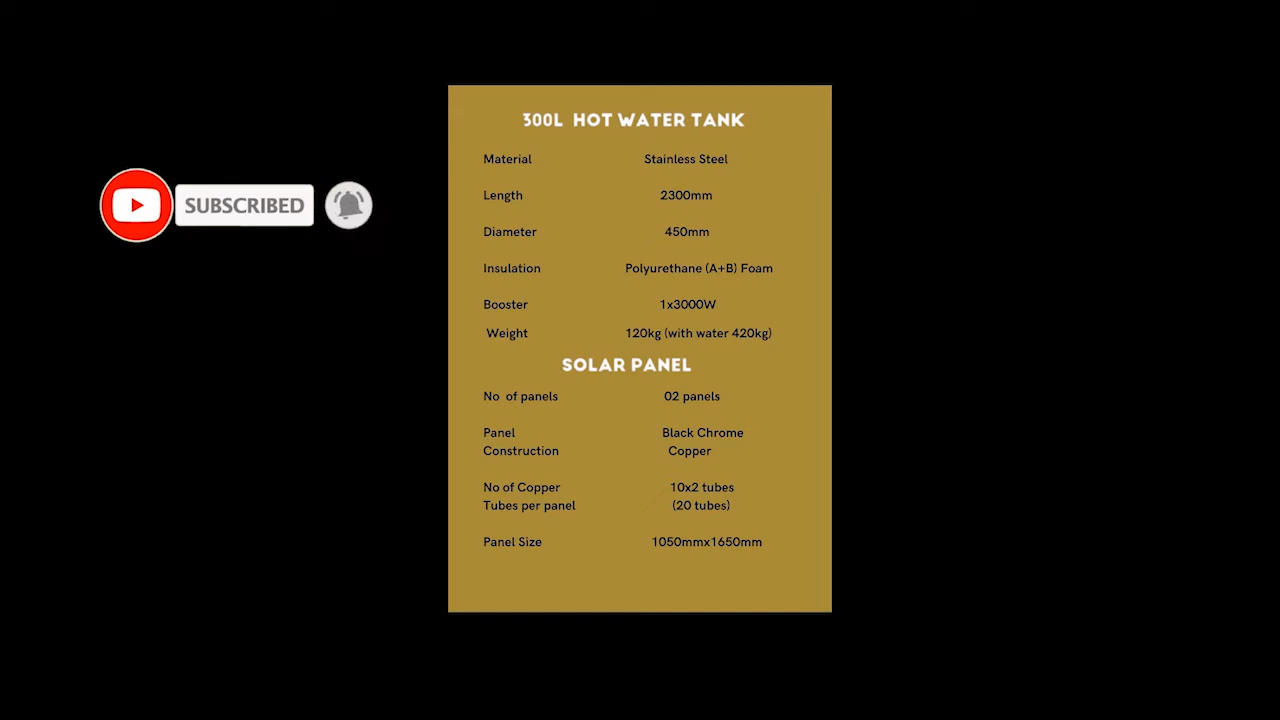 300L HOT WATER TANK
Material Stainless Steel
Length 2300mm
Diameter 450mm
SUBSCRIBED
Insulation Polyurethane (A+B) Foam
Booster 1x3000W
Weight 120kg (with water 420kg)
SOLAR PANEL
No of panels 02 panels
Panel Black Chrome
Construction Copper
No of Copper 10x2 tubes
Tubes per panel (20 tubes)
Panel Size 1050mmx1650mm